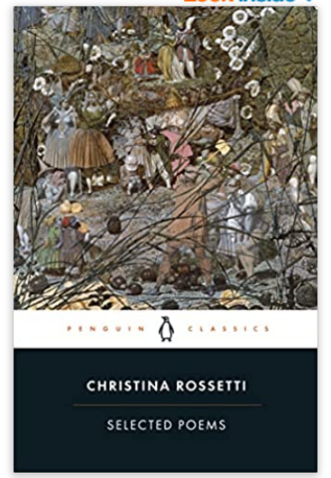 PENGUIN CLASSICS
CHRISTINA ROSSETTI
SELECTED POEMS